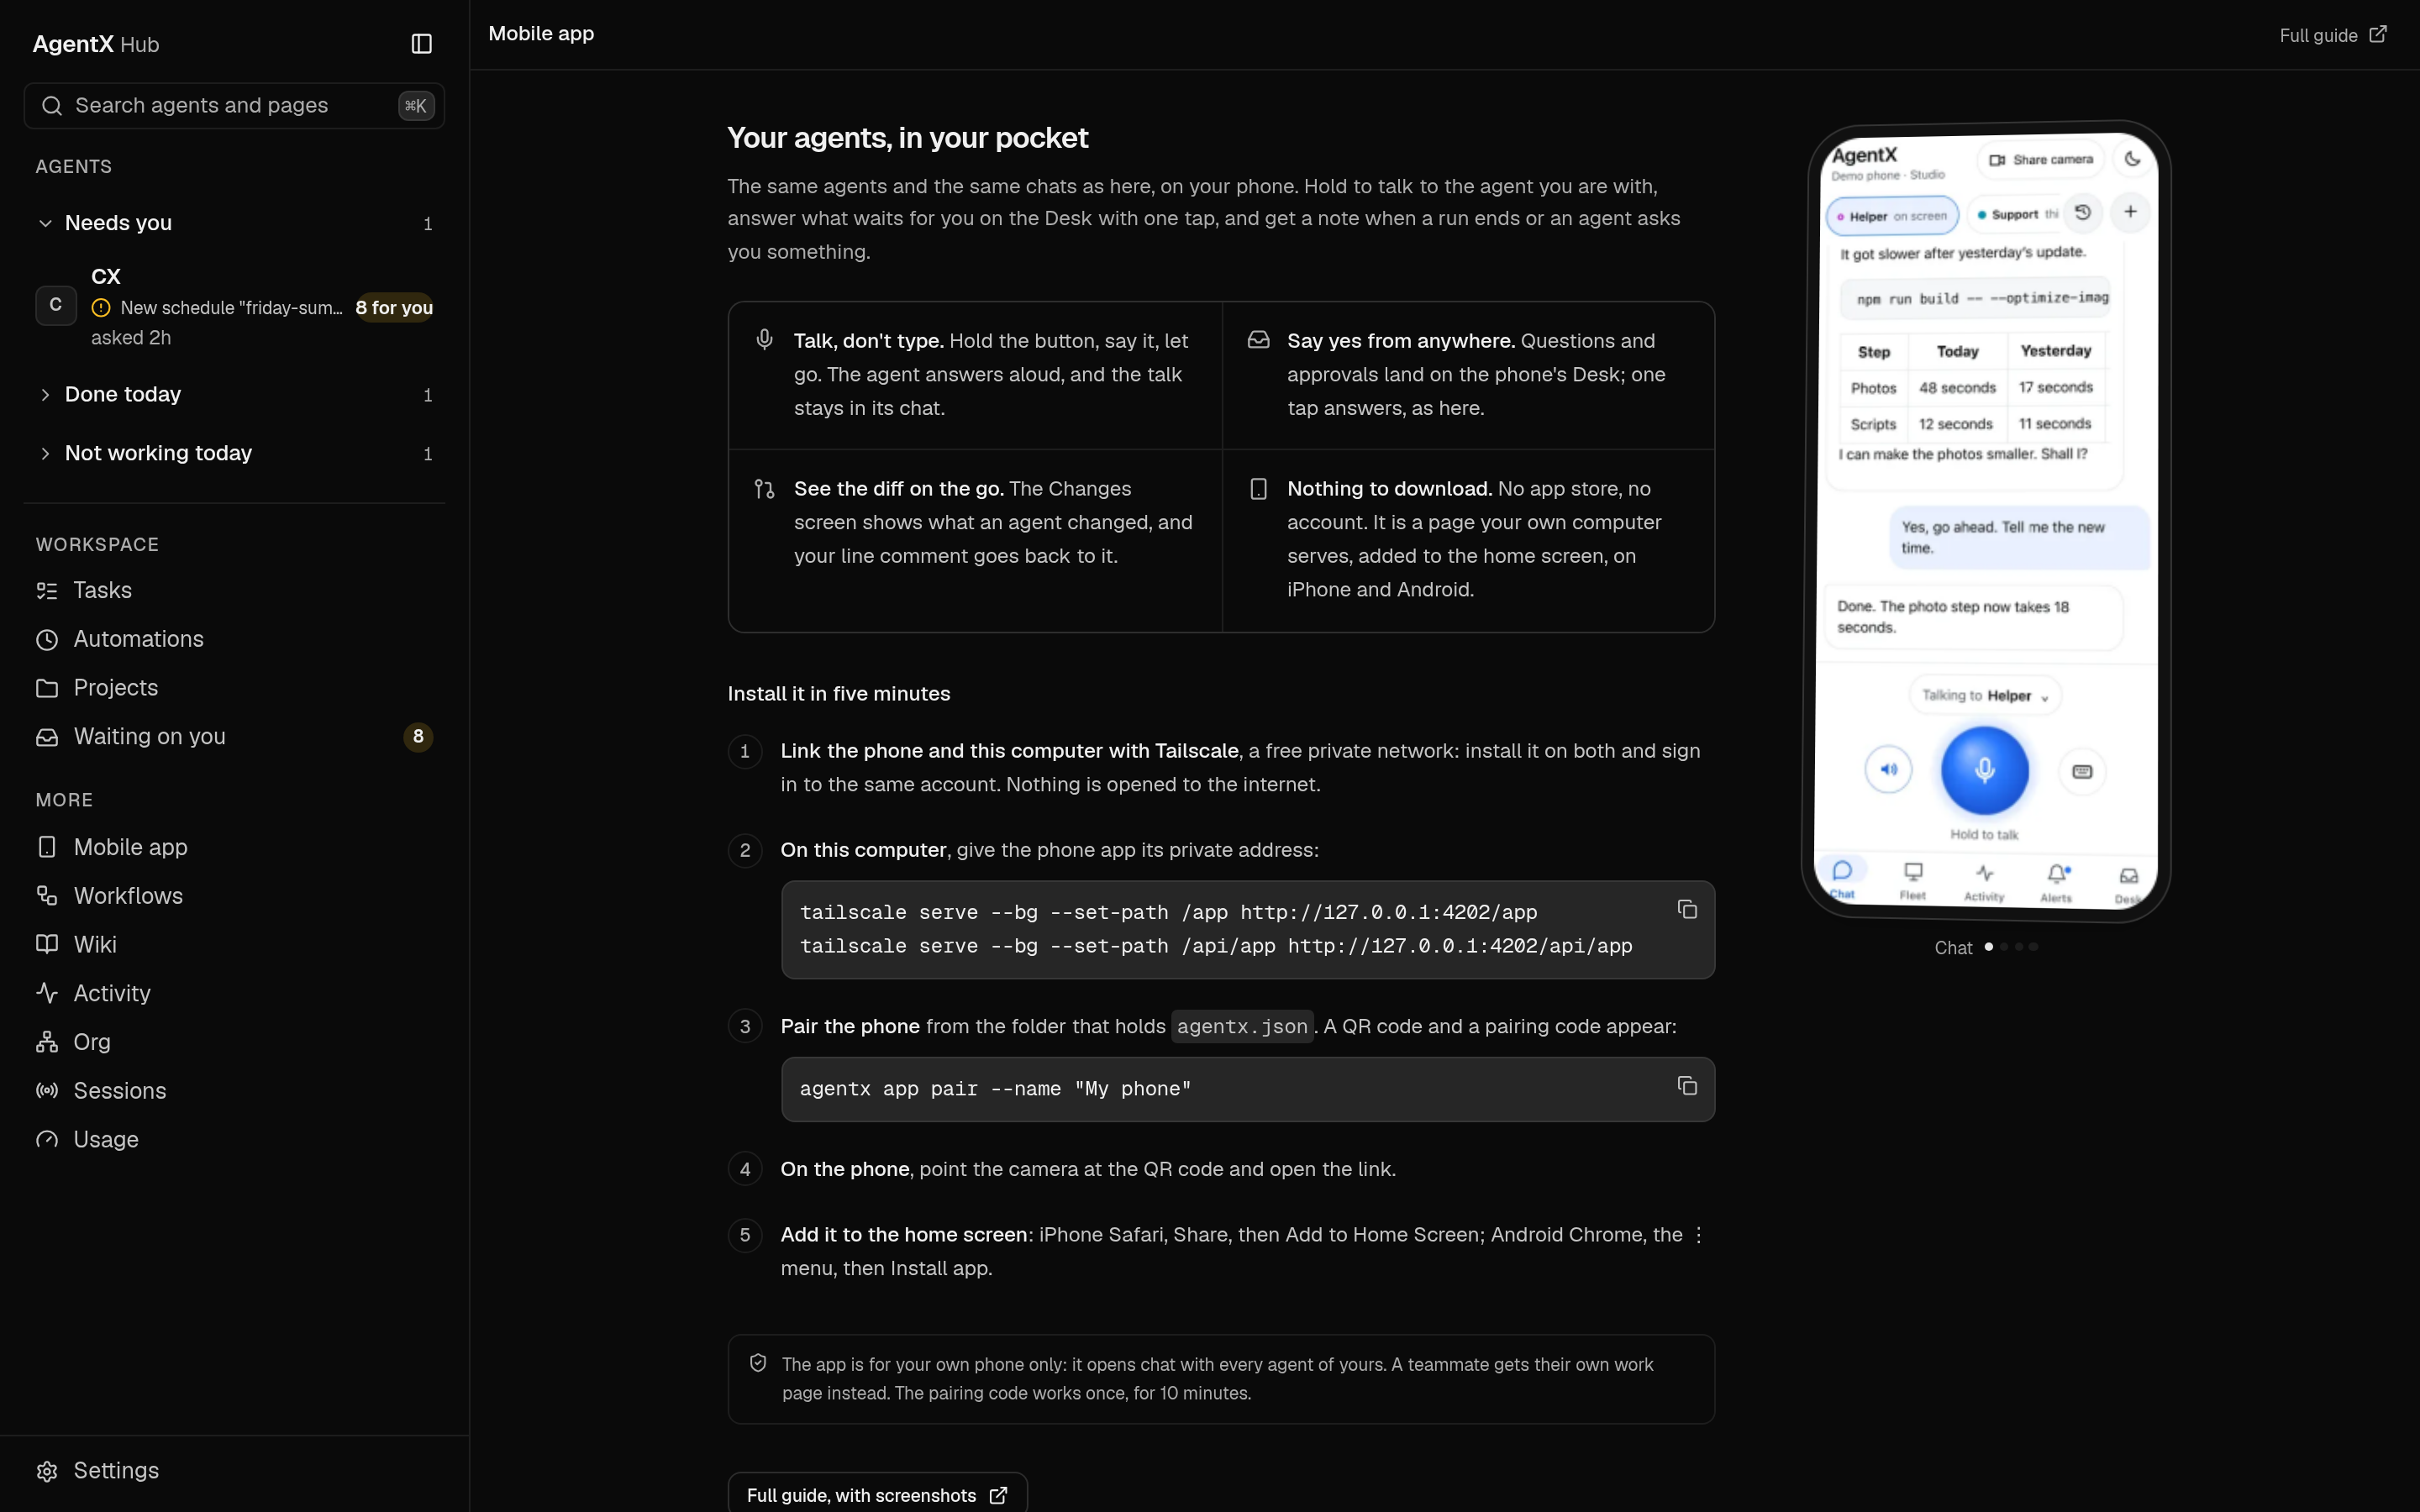 AgentX Hub
Search agents and pages
⌘K
AGENTS
Needs you
1
C
CX
New schedule "friday-sum...
8 for you
asked 2h
Done today
1
Not working today
1
WORKSPACE
Tasks
Automations
Projects
Waiting on you
8
MORE
Mobile app
Workflows
Wiki
Activity
Org
Sessions
Usage
Settings
Mobile app
Full guide
Your agents, in your pocket
The same agents and the same chats as here, on your phone. Hold to talk to the agent you are with,
answer what waits for you on the Desk with one tap, and get a note when a run ends or an agent asks
you something.
Talk, don't type. Hold the button, say it, let
go. The agent answers aloud, and the talk
stays in its chat.
Say yes from anywhere. Questions and
approvals land on the phone's Desk; one
tap answers, as here.
See the diff on the go. The Changes
screen shows what an agent changed, and
your line comment goes back to it.
Nothing to download. No app store, no
account. It is a page your own computer
serves, added to the home screen, on
iPhone and Android.
Install it in five minutes
1
Link the phone and this computer with Tailscale, a free private network: install it on both and sign
in to the same account. Nothing is opened to the internet.
2
On this computer, give the phone app its private address:
tailscale serve --bg --set-path /app http://127.0.0.1:4202/app
tailscale serve --bg --set-path /api/app http://127.0.0.1:4202/api/app
3
Pair the phone from the folder that holds agentx.json. A QR code and a pairing code appear:
agentx app pair --name "My phone"
4
On the phone, point the camera at the QR code and open the link.
5
Add it to the home screen: iPhone Safari, Share, then Add to Home Screen; Android Chrome, the ⋮
menu, then Install app.
The app is for your own phone only: it opens chat with every agent of yours. A teammate gets their own work
page instead. The pairing code works once, for 10 minutes.
Full guide, with screenshots
AgentX
Demo phone · Studio
Share camera
Helper on screen
Support thi
It got slower after yesterday's update.
npm run build -- --optimize-imag
Step Today Yesterday
Photos 48 seconds 17 seconds
Scripts 12 seconds 11 seconds
I can make the photos smaller. Shall I?
Yes, go ahead. Tell me the new
time.
Done. The photo step now takes 18
seconds.
Talking to Helper
Hold to talk
Chat
Fleet
Activity
Alerts
Desk
Chat